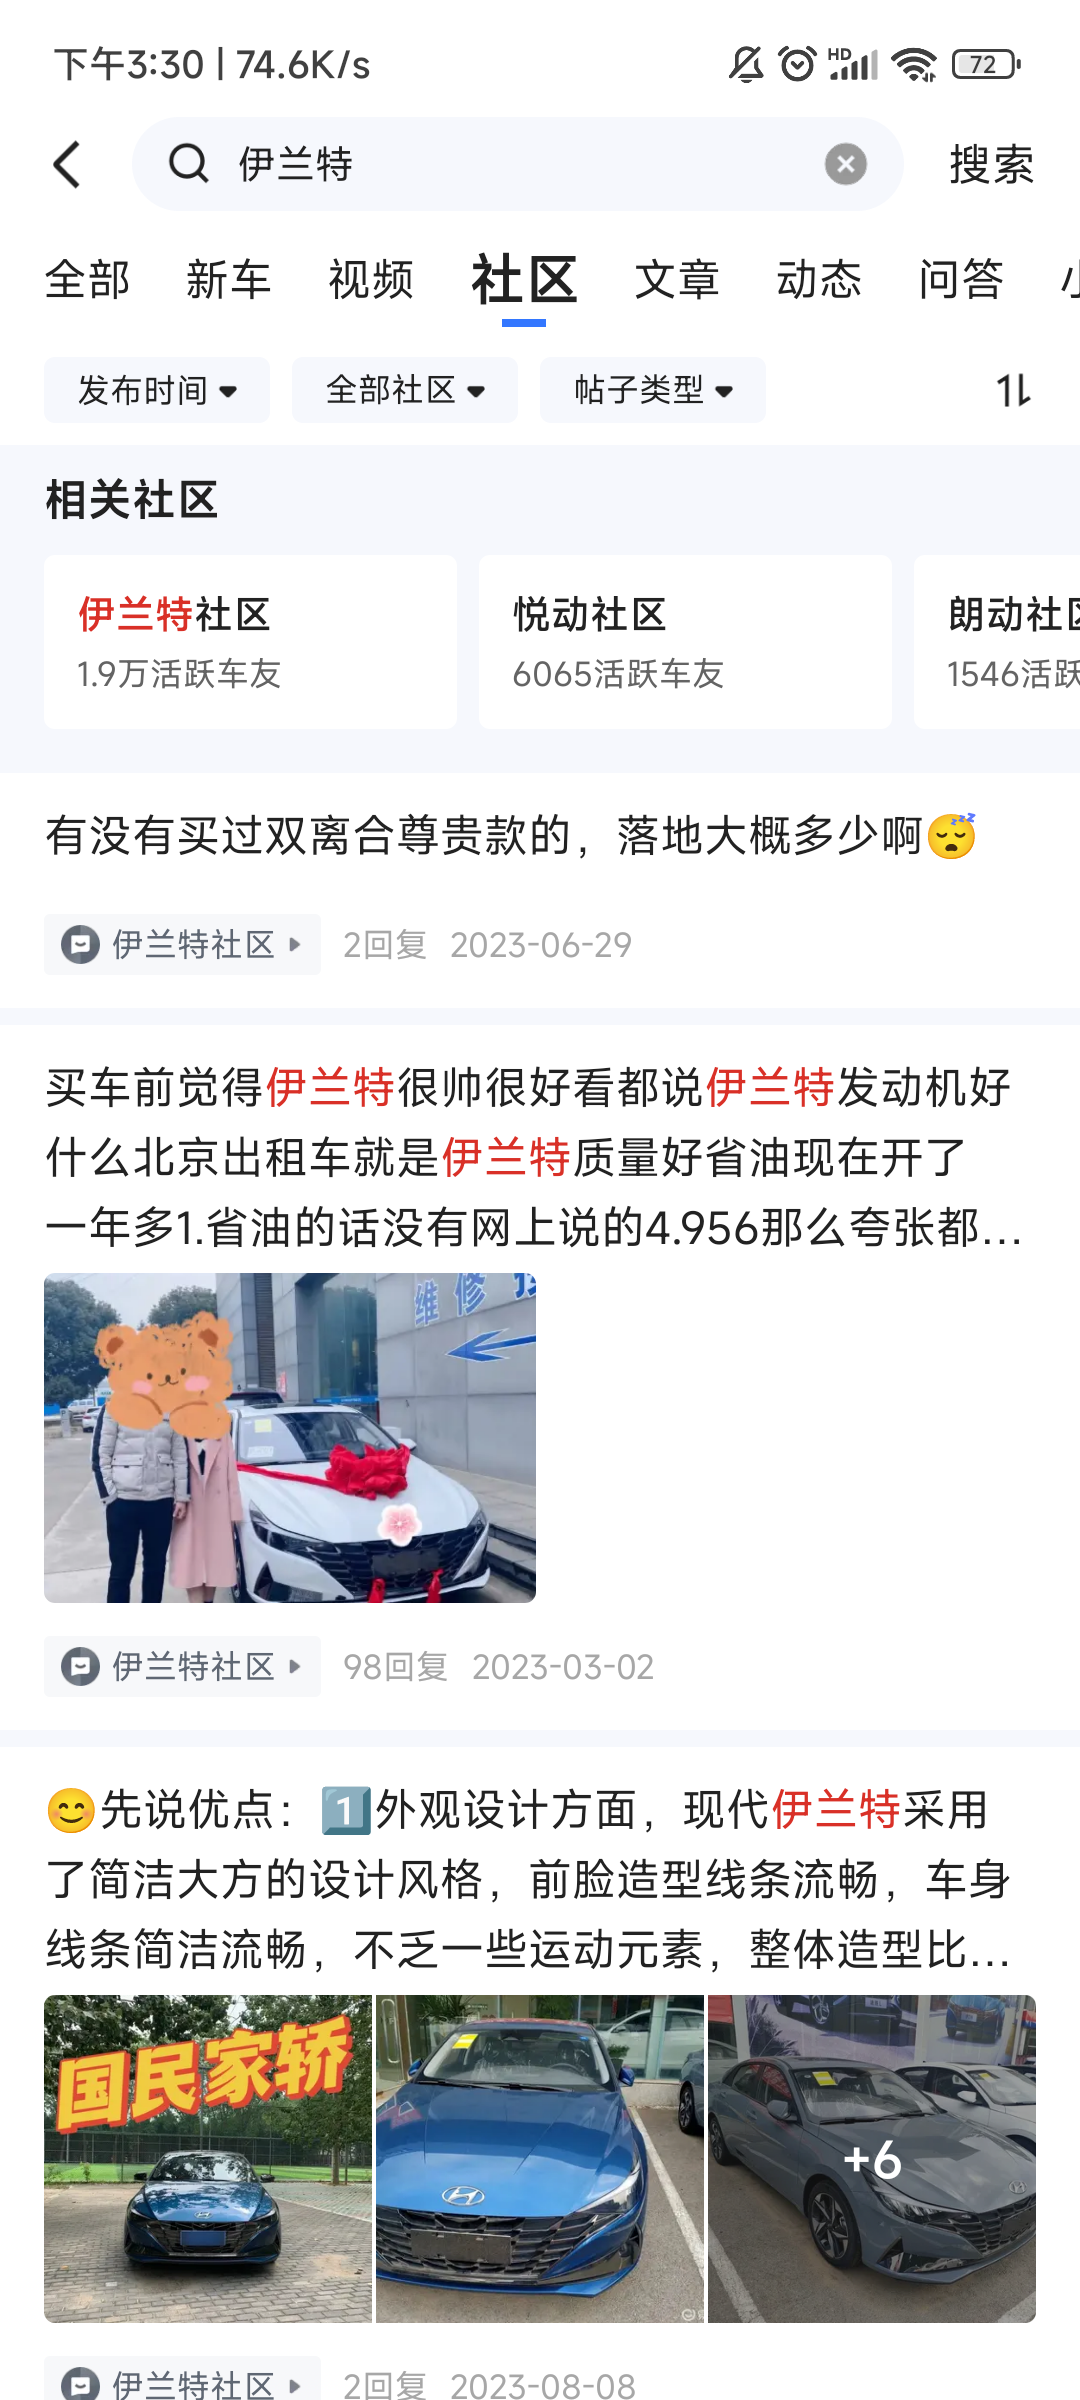 下午3:30 | 74.6K/s
HD
72
伊兰特
搜索
全部 新车 视频 社区 文章 动态 问答
发布时间 全部社区 帖子类型
相关社区
伊兰特社区 悦动社区 朗动社区
1.9万活跃车友 6065活跃车友 1546活跃
有没有买过双离合尊贵款的，落地大概多少啊😴
伊兰特社区 2回复 2023-06-29
买车前觉得伊兰特很帅很好看都说伊兰特发动机好
什么北京出租车就是伊兰特质量好省油现在开了
一年多1.省油的话没有网上说的4.956那么夸张都...
维修
伊兰特社区 98回复 2023-03-02
😊先说优点：1️⃣外观设计方面，现代伊兰特采用
了简洁大方的设计风格，前脸造型线条流畅，车身
线条简洁流畅，不乏一些运动元素，整体造型比...
国民家轿
+6
伊兰特社区 2回复 2023-08-08